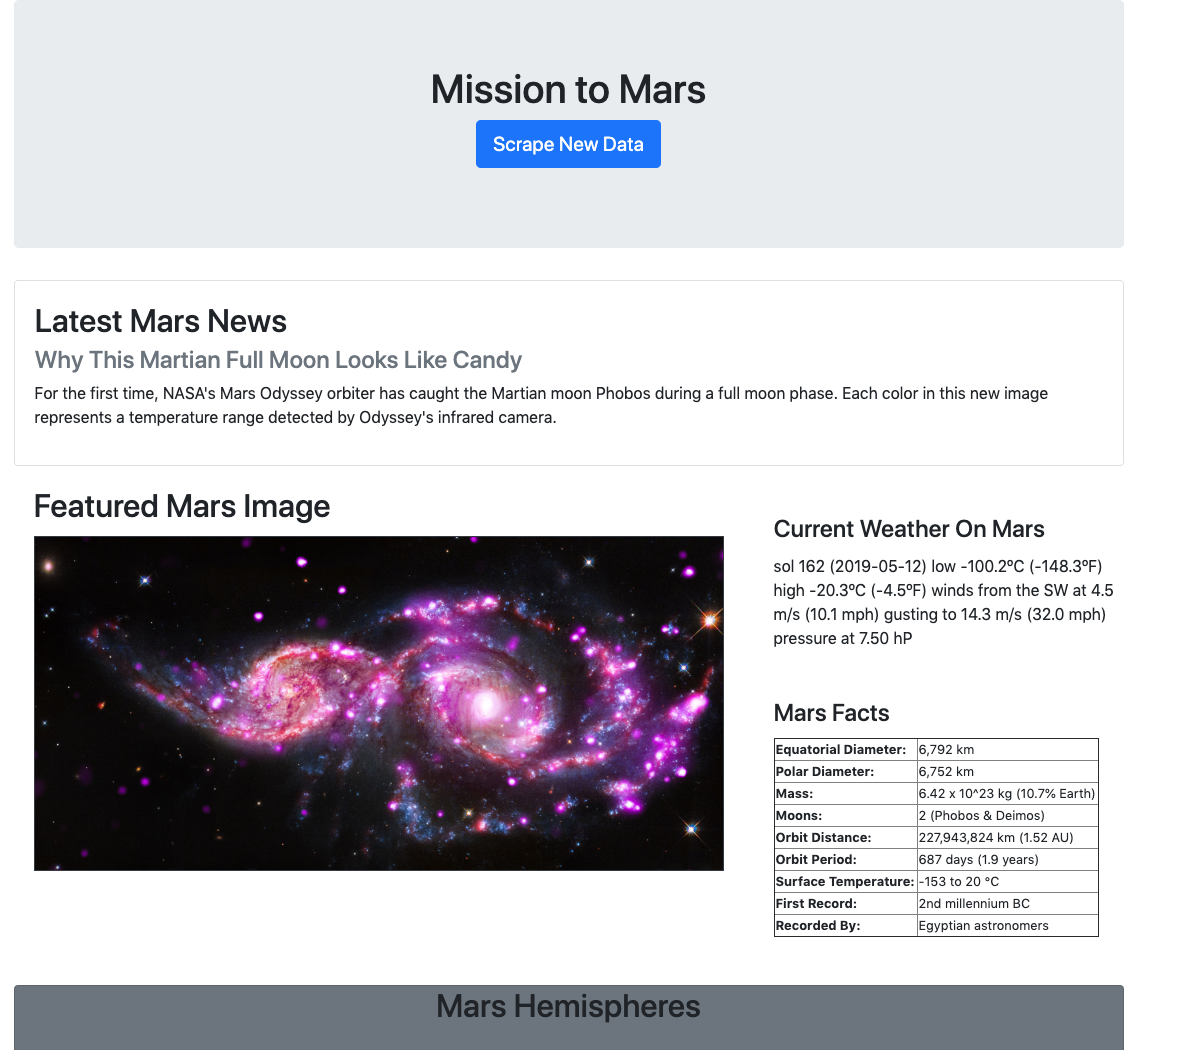 Mission to Mars
Scrape New Data
Latest Mars News
Why This Martian Full Moon Looks Like Candy
For the first time, NASA's Mars Odyssey orbiter has caught the Martian moon Phobos during a full moon phase. Each color in this new image
represents a temperature range detected by Odyssey's infrared camera.
Featured Mars Image
Current Weather On Mars
sol 162 (2019-05-12) low -100.2ºC (-148.3ºF)
high -20.3ºC (-4.5ºF) winds from the SW at 4.5
m/s (10.1 mph) gusting to 14.3 m/s (32.0 mph)
pressure at 7.50 hP
Mars Facts
Equatorial Diameter: 6,792 km
Polar Diameter: 6,752 km
Mass: 6.42 x 10^23 kg (10.7% Earth)
Moons: 2 (Phobos & Deimos)
Orbit Distance: 227,943,824 km (1.52 AU)
Orbit Period: 687 days (1.9 years)
Surface Temperature: -153 to 20 °C
First Record: 2nd millennium BC
Recorded By: Egyptian astronomers
Mars Hemispheres